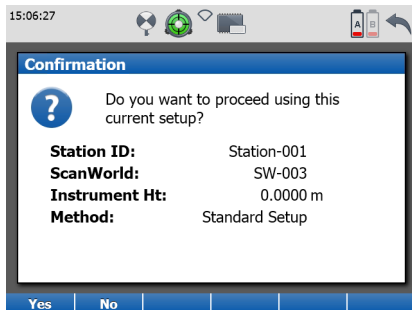 15:06:27
A B
Confirmation
?
Do you want to proceed using this
current setup?
Station ID: Station-001
ScanWorld: SW-003
Instrument Ht: 0.0000 m
Method: Standard Setup
Yes No